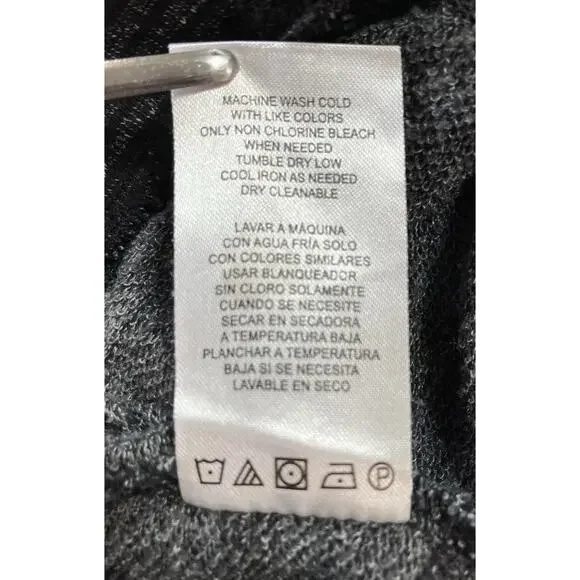 MACHINE WASH COLD
WITH LIKE COLORS
ONLY NON CHLORINE BLEACH
WHEN NEEDED
TUMBLE DRY LOW
COOL IRON AS NEEDED
DRY CLEANABLE
LAVAR A MÁQUINA
CON AGUA FRÍA SOLO
CON COLORES SIMILARES
USAR BLANQUEADOR
SIN CLORO SOLAMENTE
CUANDO SE NECESITE
SECAR EN SECADORA
A TEMPERATURA BAJA
PLANCHAR A TEMPERATURA
BAJA SI SE NECESITA
LAVABLE EN SECO
P